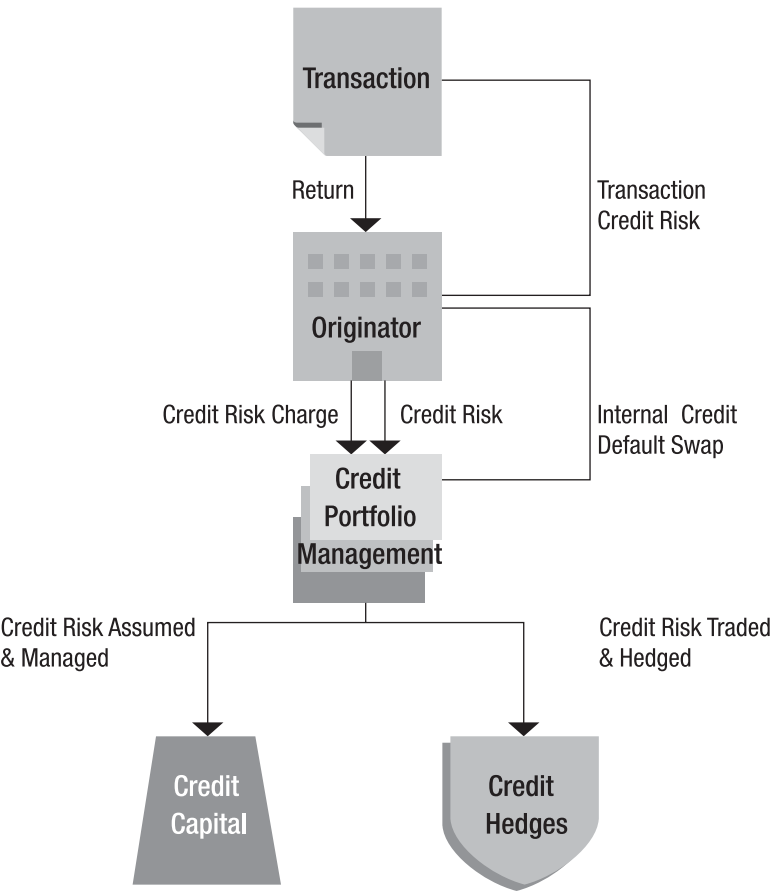 Transaction
Return
Transaction
Credit Risk
Originator
Credit Risk Charge
Credit Risk
Internal Credit
Default Swap
Credit
Portfolio
Management
Credit Risk Assumed
& Managed
Credit Risk Traded
& Hedged
Credit
Capital
Credit
Hedges